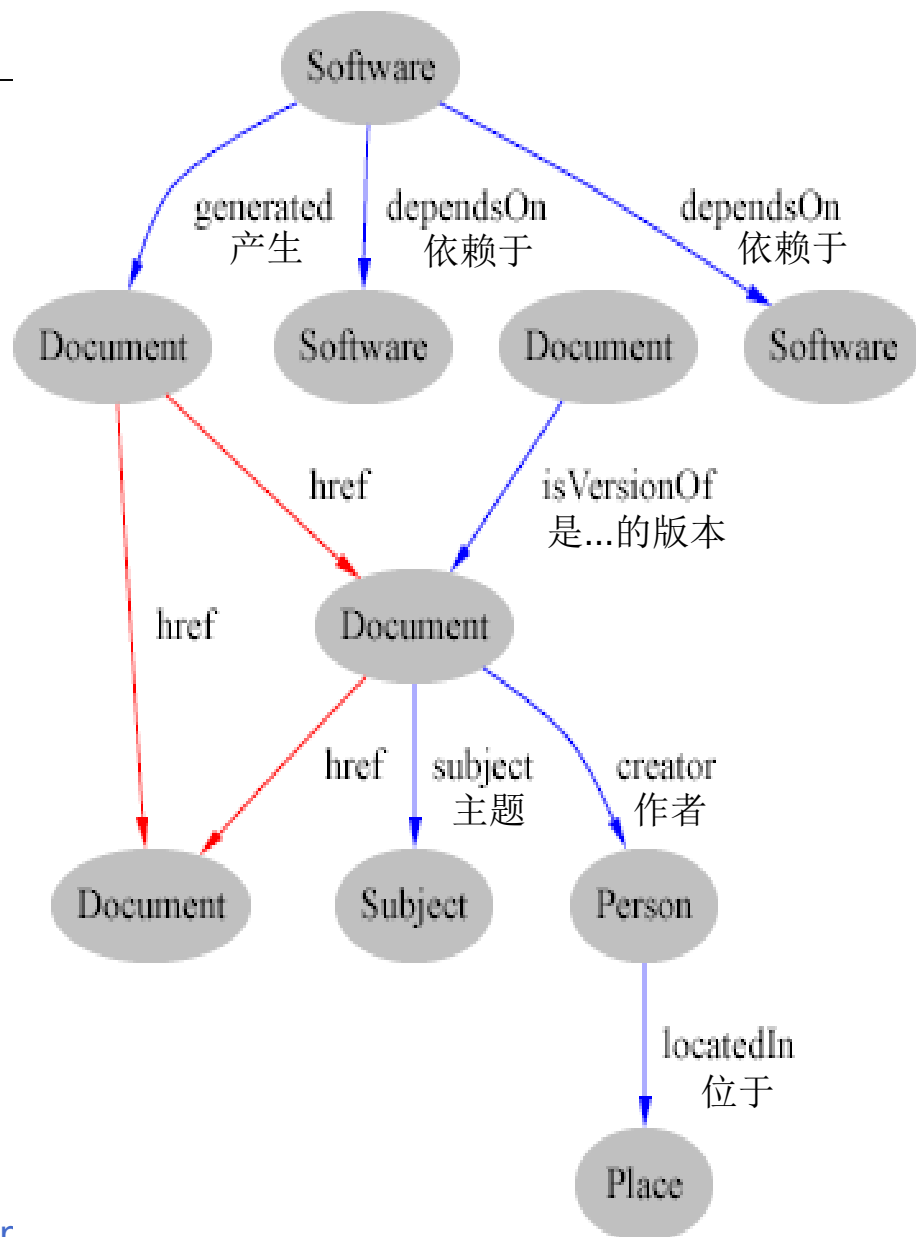 Software
generated
产生
dependsOn
依赖于
dependsOn
依赖于
Document
Software
Document
Software
href
isVersionOf
是...的版本
href
Document
href
subject
主题
creator
作者
Document
Subject
Person
locatedIn
位于
Place
r